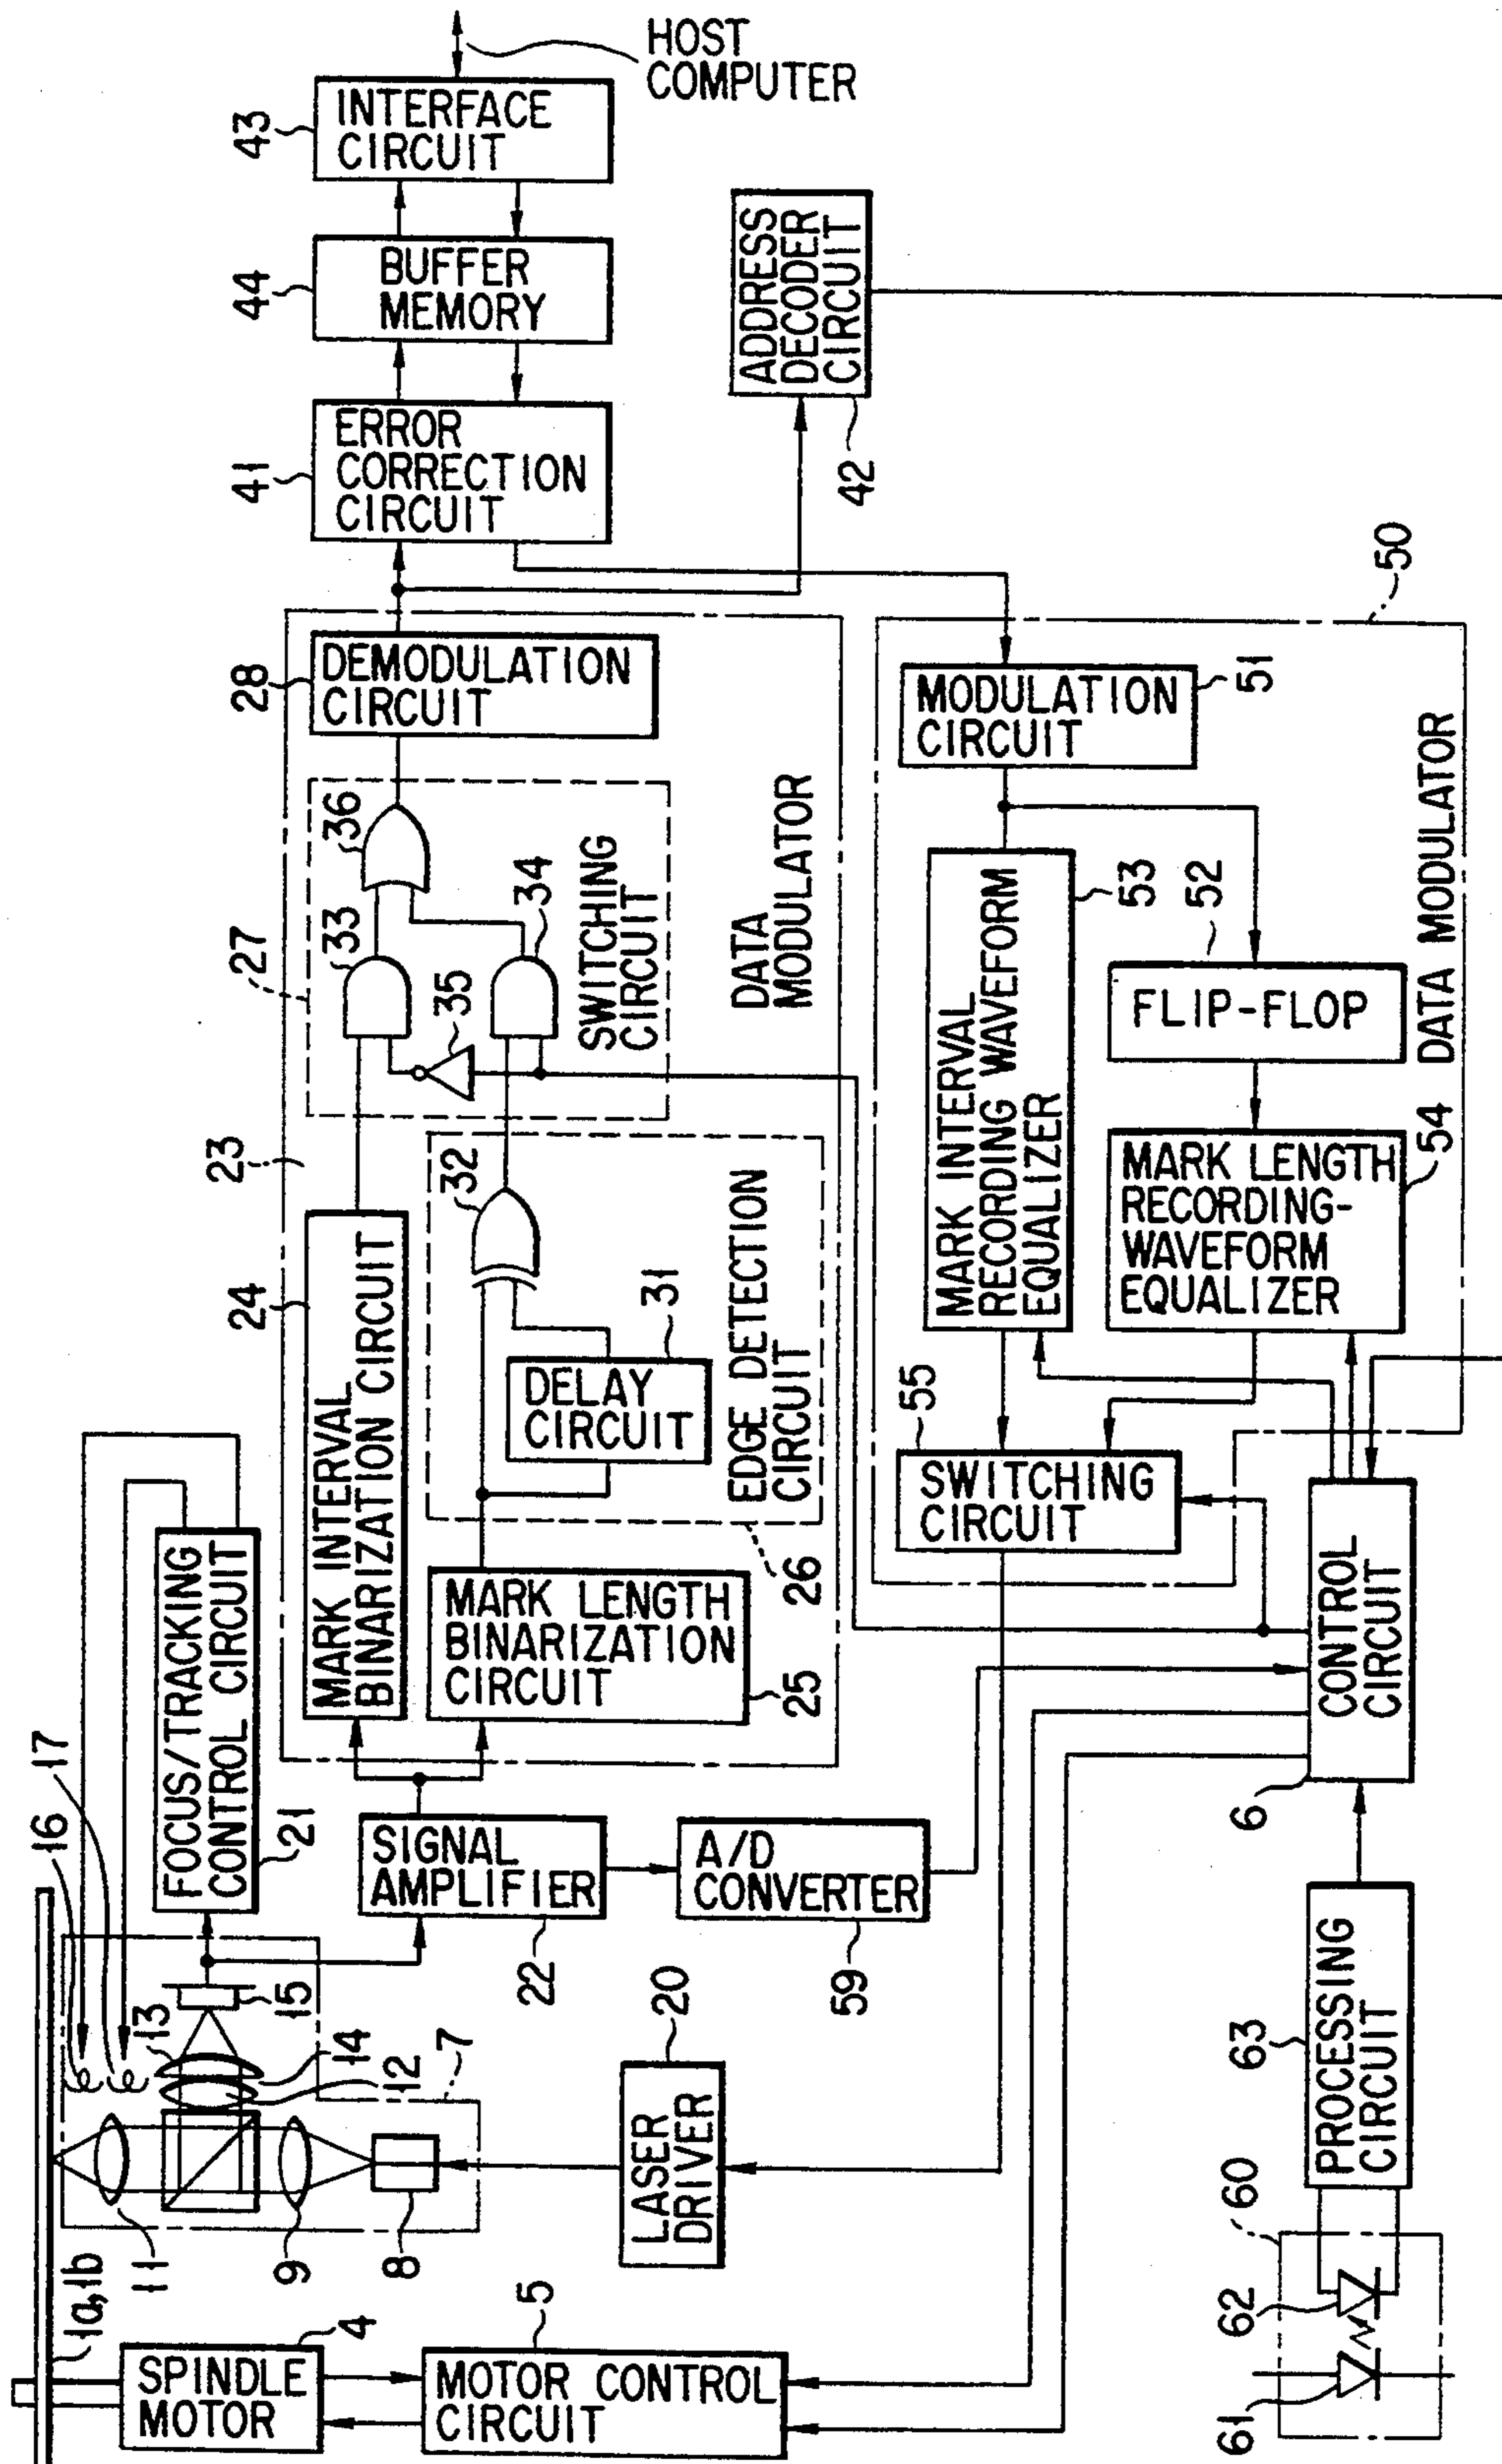 1a,1b
SPINDLE
MOTOR
4
MOTOR CONTROL
CIRCUIT
5
11
9
8
7
12
14
13
15
16
17
LASER
DRIVER
20
FOCUS/TRACKING
CONTROL CIRCUIT
21
SIGNAL
AMPLIFIER
22
A/D
CONVERTER
59
23
24
MARK INTERVAL
BINARIZATION CIRCUIT
MARK LENGTH
BINARIZATION
CIRCUIT
25
26
EDGE DETECTION
CIRCUIT
DELAY
CIRCUIT
31
32
27
33
34
35
36
SWITCHING
CIRCUIT
DATA
MODULATOR
28
DEMODULATION
CIRCUIT
41
ERROR
CORRECTION
CIRCUIT
44
BUFFER
MEMORY
43
INTERFACE
CIRCUIT
HOST
COMPUTER
ADDRESS
DECODER
CIRCUIT
42
50
MODULATION
CIRCUIT
51
MARK INTERVAL
RECORDING WAVEFORM
EQUALIZER
53
52
FLIP-FLOP
MARK LENGTH
RECORDING-
WAVEFORM
EQUALIZER
54
DATA MODULATOR
55
SWITCHING
CIRCUIT
6
CONTROL
CIRCUIT
63
PROCESSING
CIRCUIT
60
62
61